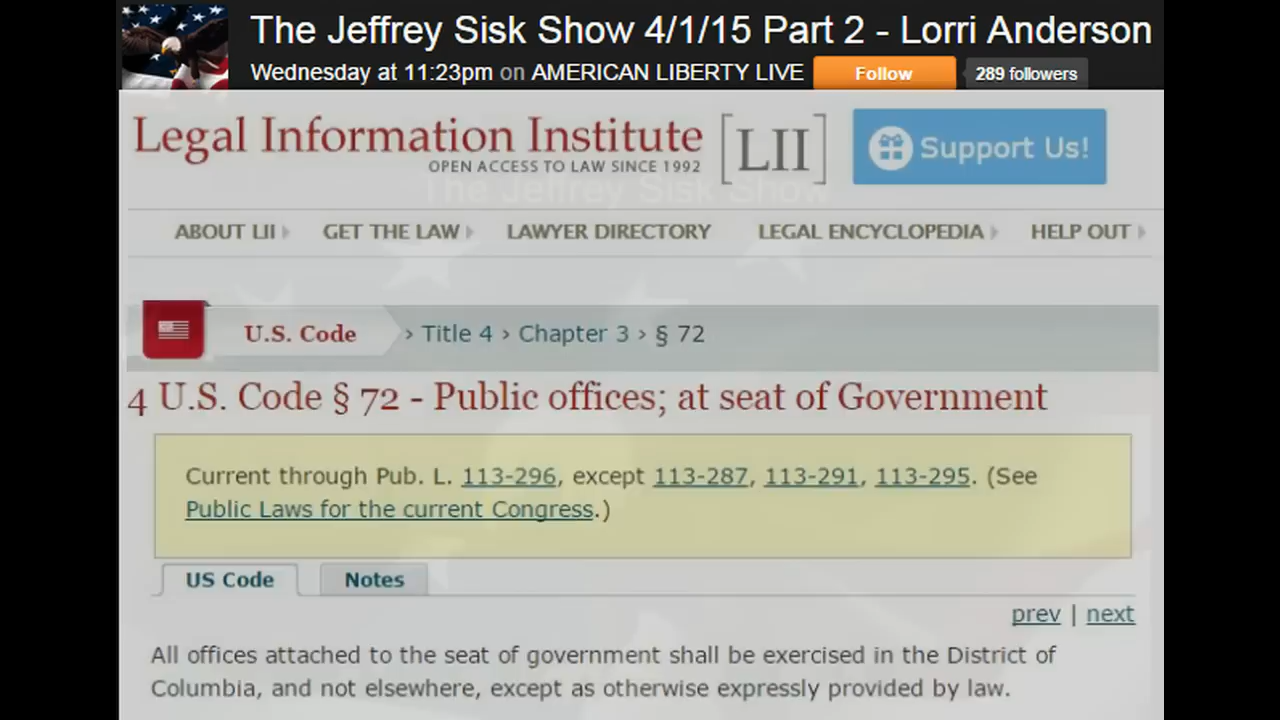 The Jeffrey Sisk Show 4/1/15 Part 2 - Lorri Anderson
Wednesday at 11:23pm on AMERICAN LIBERTY LIVE Follow 289 followers
Legal Information Institute [LII] Support Us!
OPEN ACCESS TO LAW SINCE 1992
The Jeffrey Sisk Show
ABOUT LII GET THE LAW LAWYER DIRECTORY LEGAL ENCYCLOPEDIA HELP OUT
U.S. Code › Title 4 › Chapter 3 › § 72
4 U.S. Code § 72 - Public offices; at seat of Government
Current through Pub. L. 113-296, except 113-287, 113-291, 113-295. (See
Public Laws for the current Congress.)
US Code Notes
prev | next
All offices attached to the seat of government shall be exercised in the District of
Columbia, and not elsewhere, except as otherwise expressly provided by law.